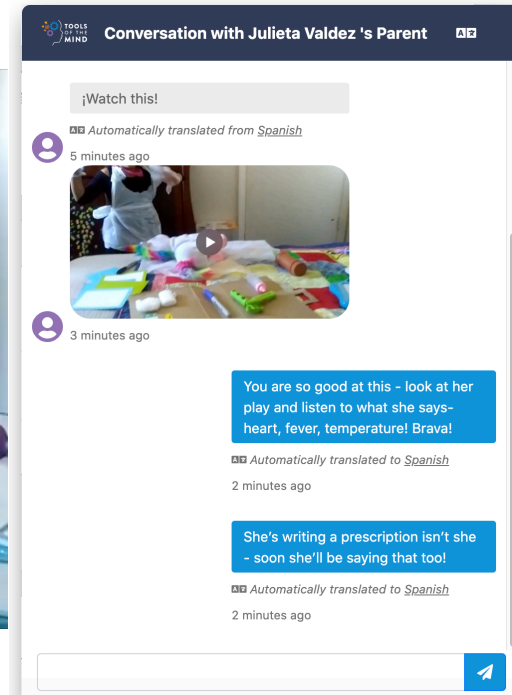 TOOLS
OF THE
MIND
Conversation with Julieta Valdez 's Parent
¡Watch this!
Automatically translated from Spanish
5 minutes ago
3 minutes ago
You are so good at this - look at her
play and listen to what she says-
heart, fever, temperature! Brava!
Automatically translated to Spanish
2 minutes ago
She's writing a prescription isn't she
- soon she'll be saying that too!
Automatically translated to Spanish
2 minutes ago